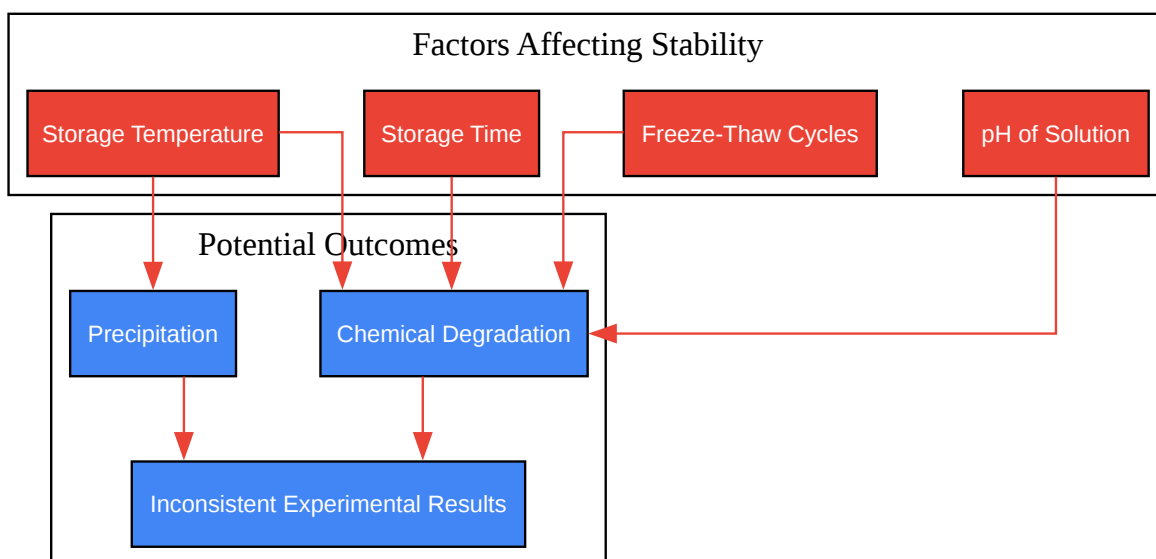 Factors Affecting Stability
Storage Temperature
Storage Time
Freeze-Thaw Cycles
pH of Solution
Potential Outcomes
Precipitation
Chemical Degradation
Inconsistent Experimental Results